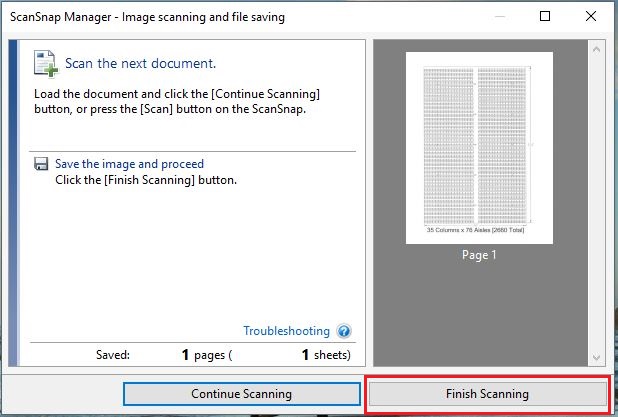 ScanSnap Manager - Image scanning and file saving
Scan the next document.
Load the document and click the [Continue Scanning]
button, or press the [Scan] button on the ScanSnap.
Save the image and proceed
Click the [Finish Scanning] button.
35 Columns x 76 Aisles [2660 Total]
Page 1
Troubleshooting ?
Saved: 1 pages ( 1 sheets)
Continue Scanning
Finish Scanning